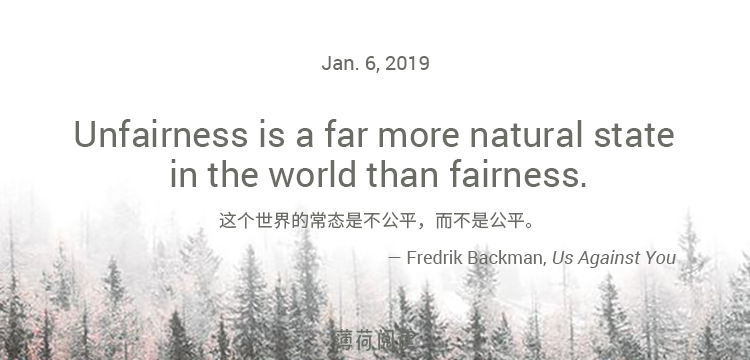 Jan. 6, 2019
Unfairness is a far more natural state
in the world than fairness.
这个世界的常态是不公平，而不是公平。
— Fredrik Backman, Us Against You
薄荷阅读